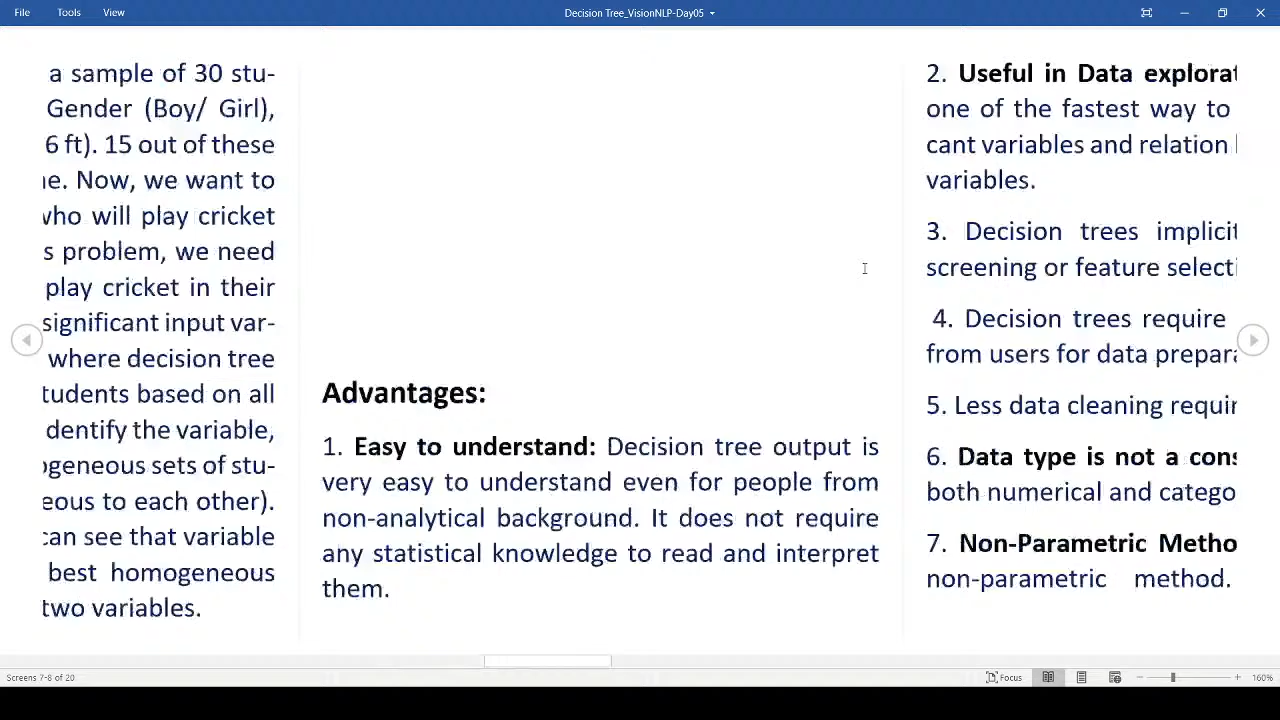 File Tools View Decision Tree_VisionNLP-Day05
a sample of 30 stu-
Gender (Boy/ Girl),
6 ft). 15 out of these
Now, we want to
will play cricket
s problem, we need
play cricket in their
significant input var-
where decision tree
based on all
the variable,
sets of stu-
to each other).
see that variable
best homogeneous
two variables.
Advantages:
1. Easy to understand: Decision tree output is
very easy to understand even for people from
non-analytical background. It does not require
any statistical knowledge to read and interpret
them.
2. Useful in Data explorat
one of the fastest way to
cant variables and relation
variables.
3. Decision trees implicit
screening or feature selecti
4. Decision trees require
from users for data prepara
5. Less data cleaning requir
6. Data type is not a cons
both numerical and catego
7. Non-Parametric Metho
non-parametric method.
Screens 7-8 of 20 Focus 160%